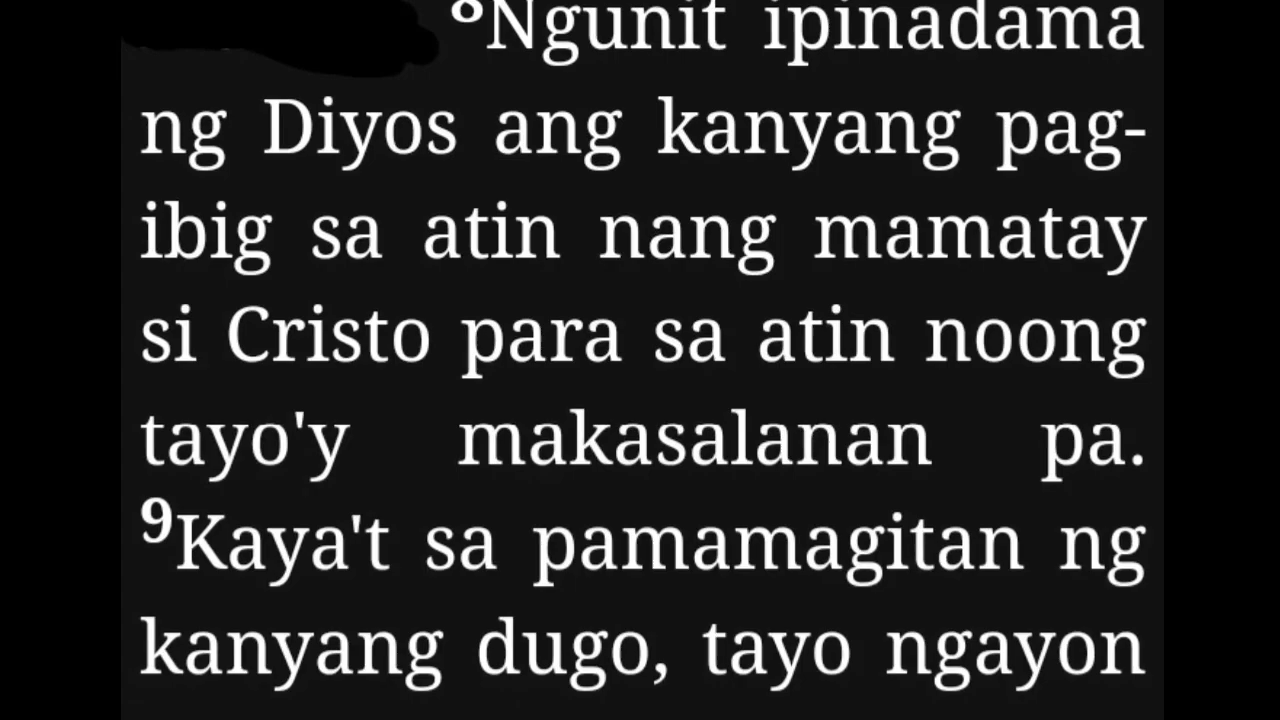 ⁸Ngunit ipinadama
ng Diyos ang kanyang pag-
ibig sa atin nang mamatay
si Cristo para sa atin noong
tayo'y makasalanan pa.
⁹Kaya't sa pamamagitan ng
kanyang dugo, tayo ngayon